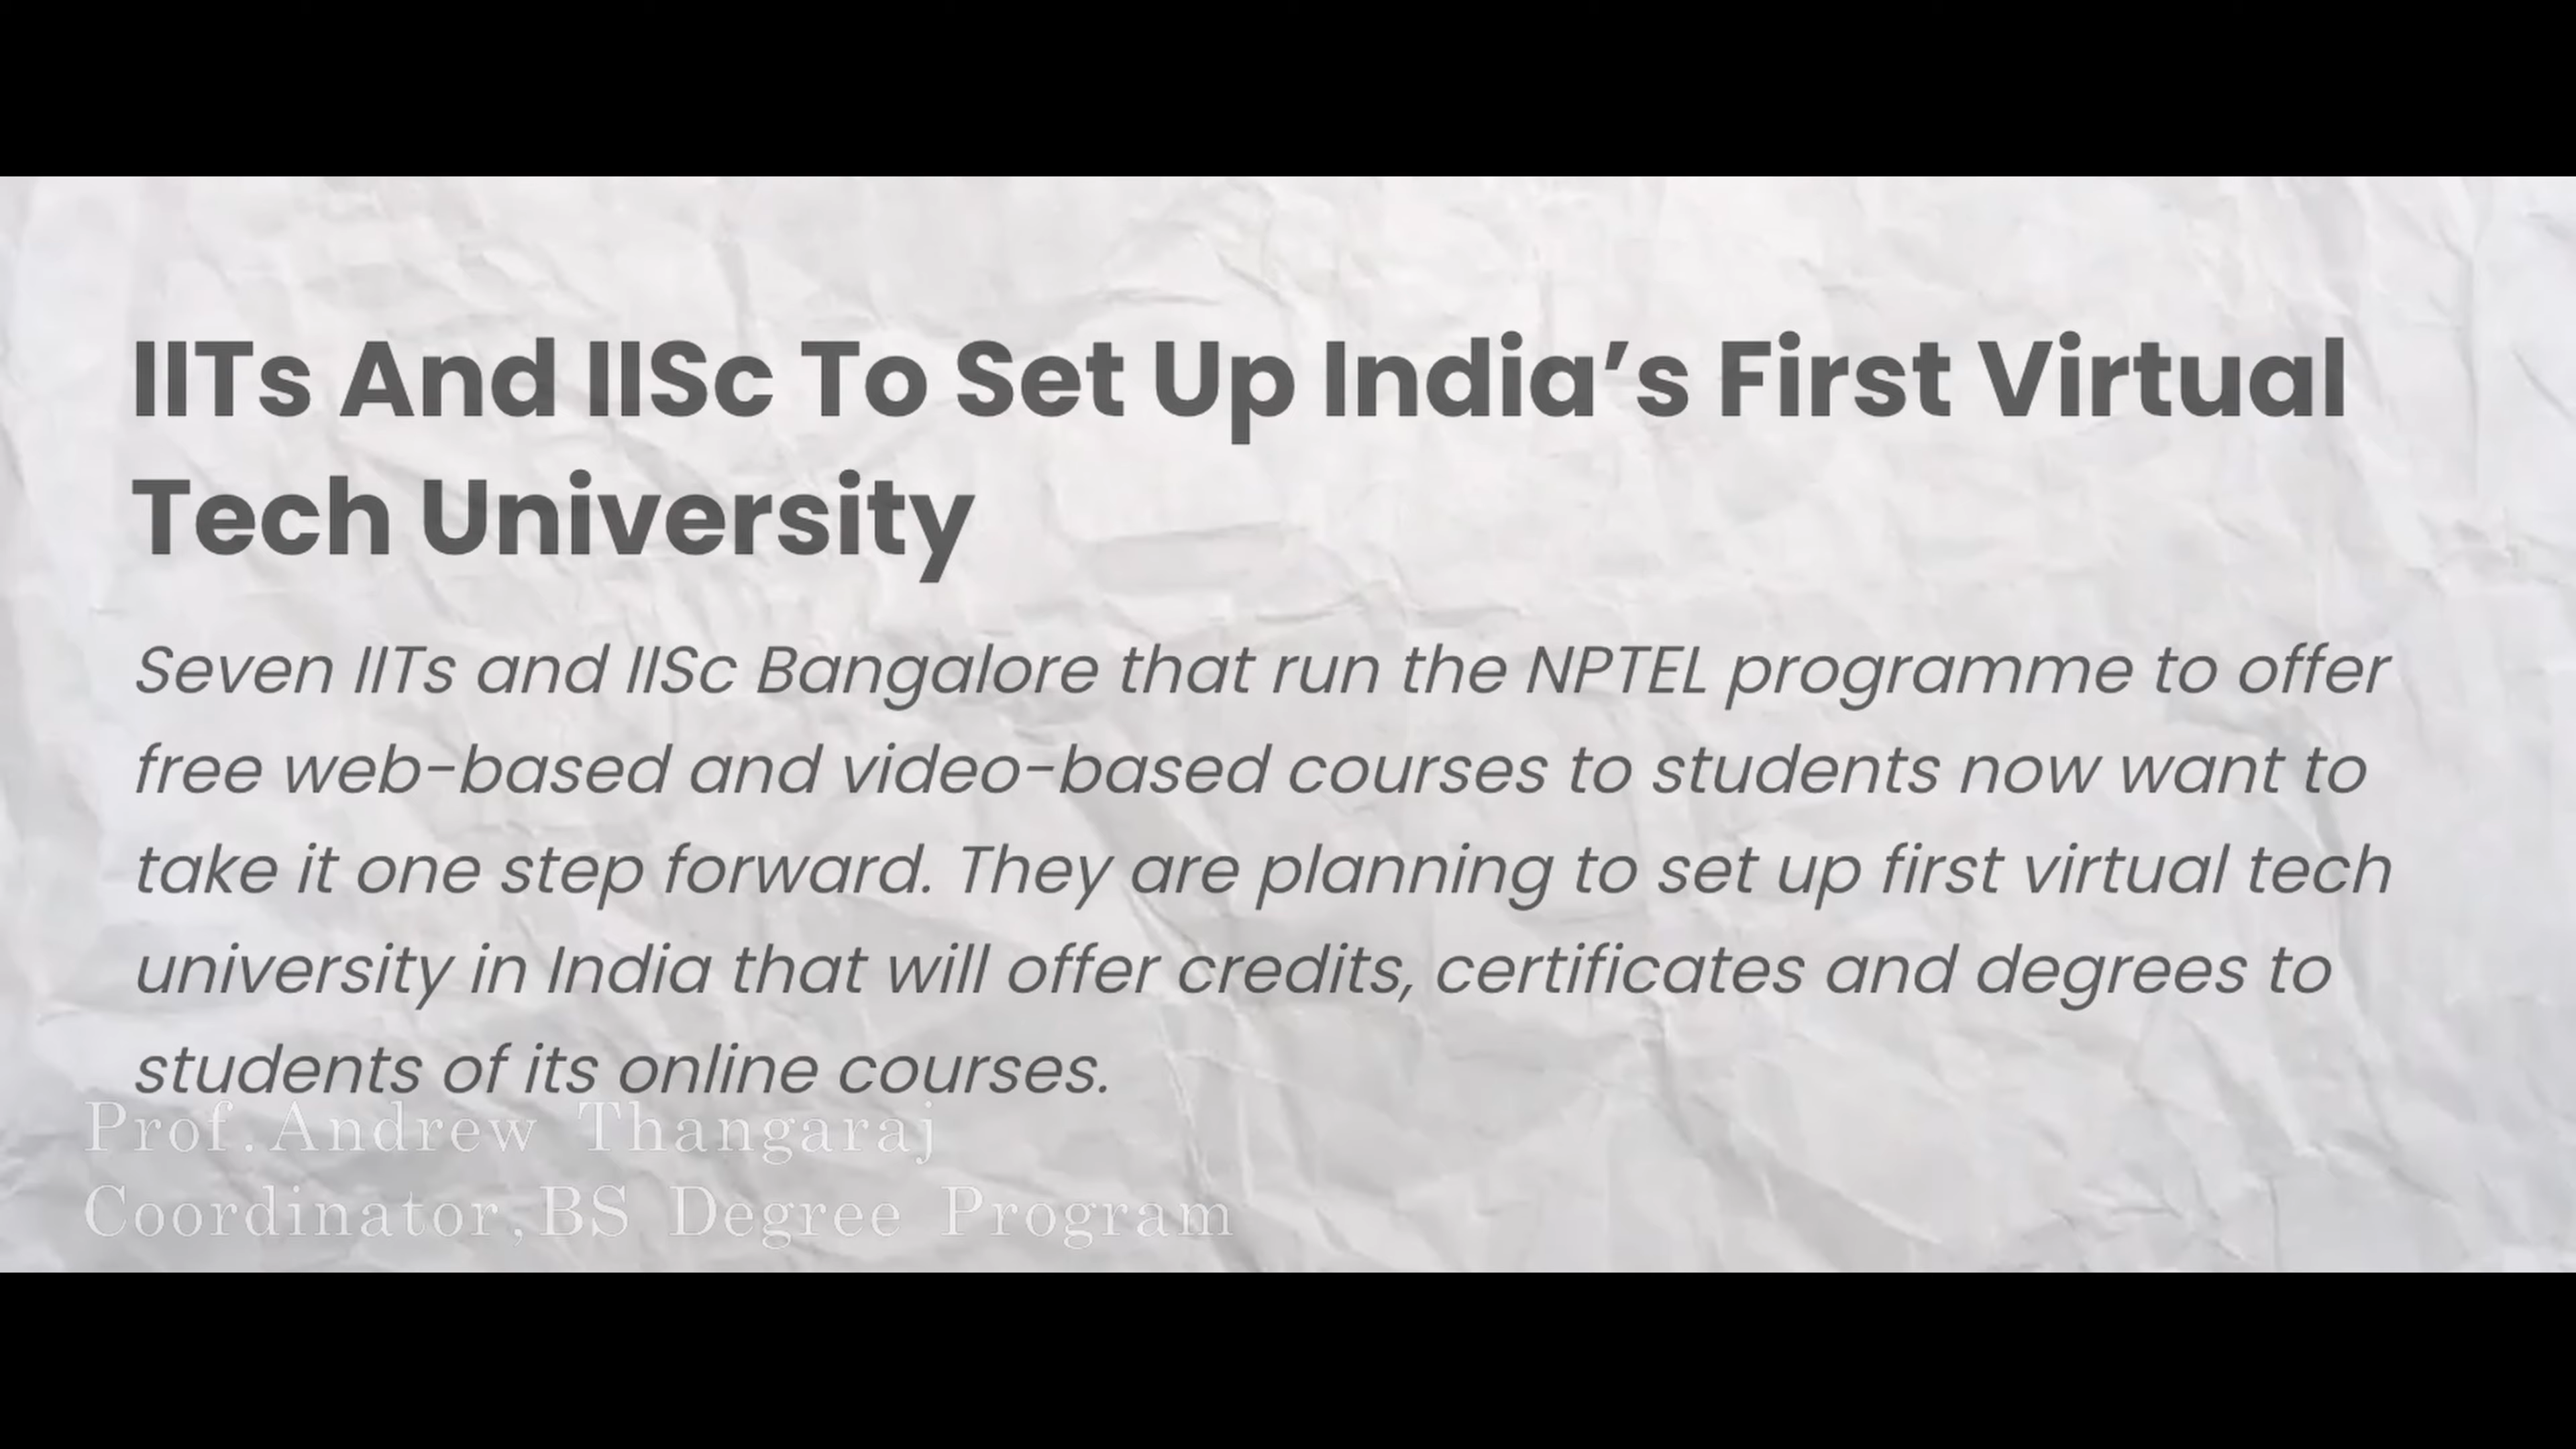 IITs And IISc To Set Up India’s First Virtual
Tech University
Seven IITs and IISc Bangalore that run the NPTEL programme to offer
free web-based and video-based courses to students now want to
take it one step forward. They are planning to set up first virtual tech
university in India that will offer credits, certificates and degrees to
students of its online courses.
Prof.Andrew Thangaraj
Coordinator,BS Degree Program